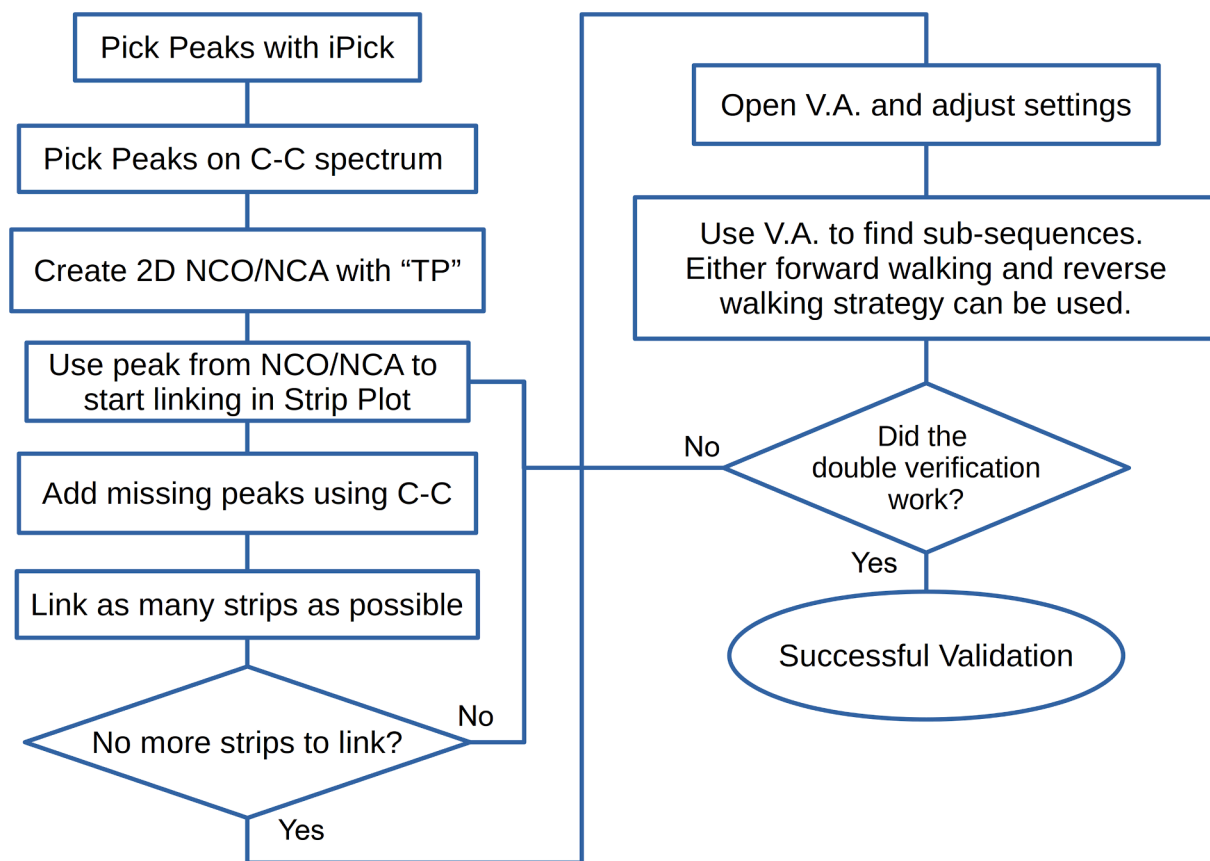 Pick Peaks with iPick
Pick Peaks on C-C spectrum
Create 2D NCO/NCA with “TP”
Use peak from NCO/NCA to
start linking in Strip Plot
Add missing peaks using C-C
Link as many strips as possible
No more strips to link?
No
Yes
Open V.A. and adjust settings
Use V.A. to find sub-sequences.
Either forward walking and reverse
walking strategy can be used.
Did the
double verification
work?
No
Yes
Successful Validation